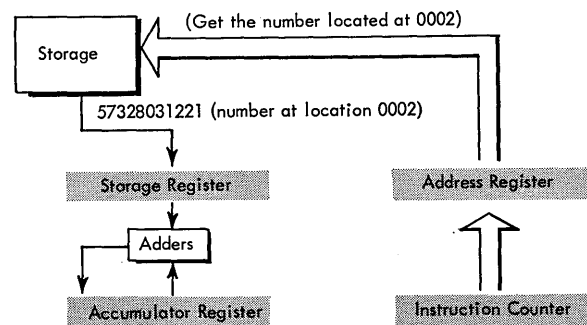 (Get the number located at 0002)
Storage
57328031221 (number at location 0002)
Storage Register
Address Register
Adders
Accumulator Register
Instruction Counter